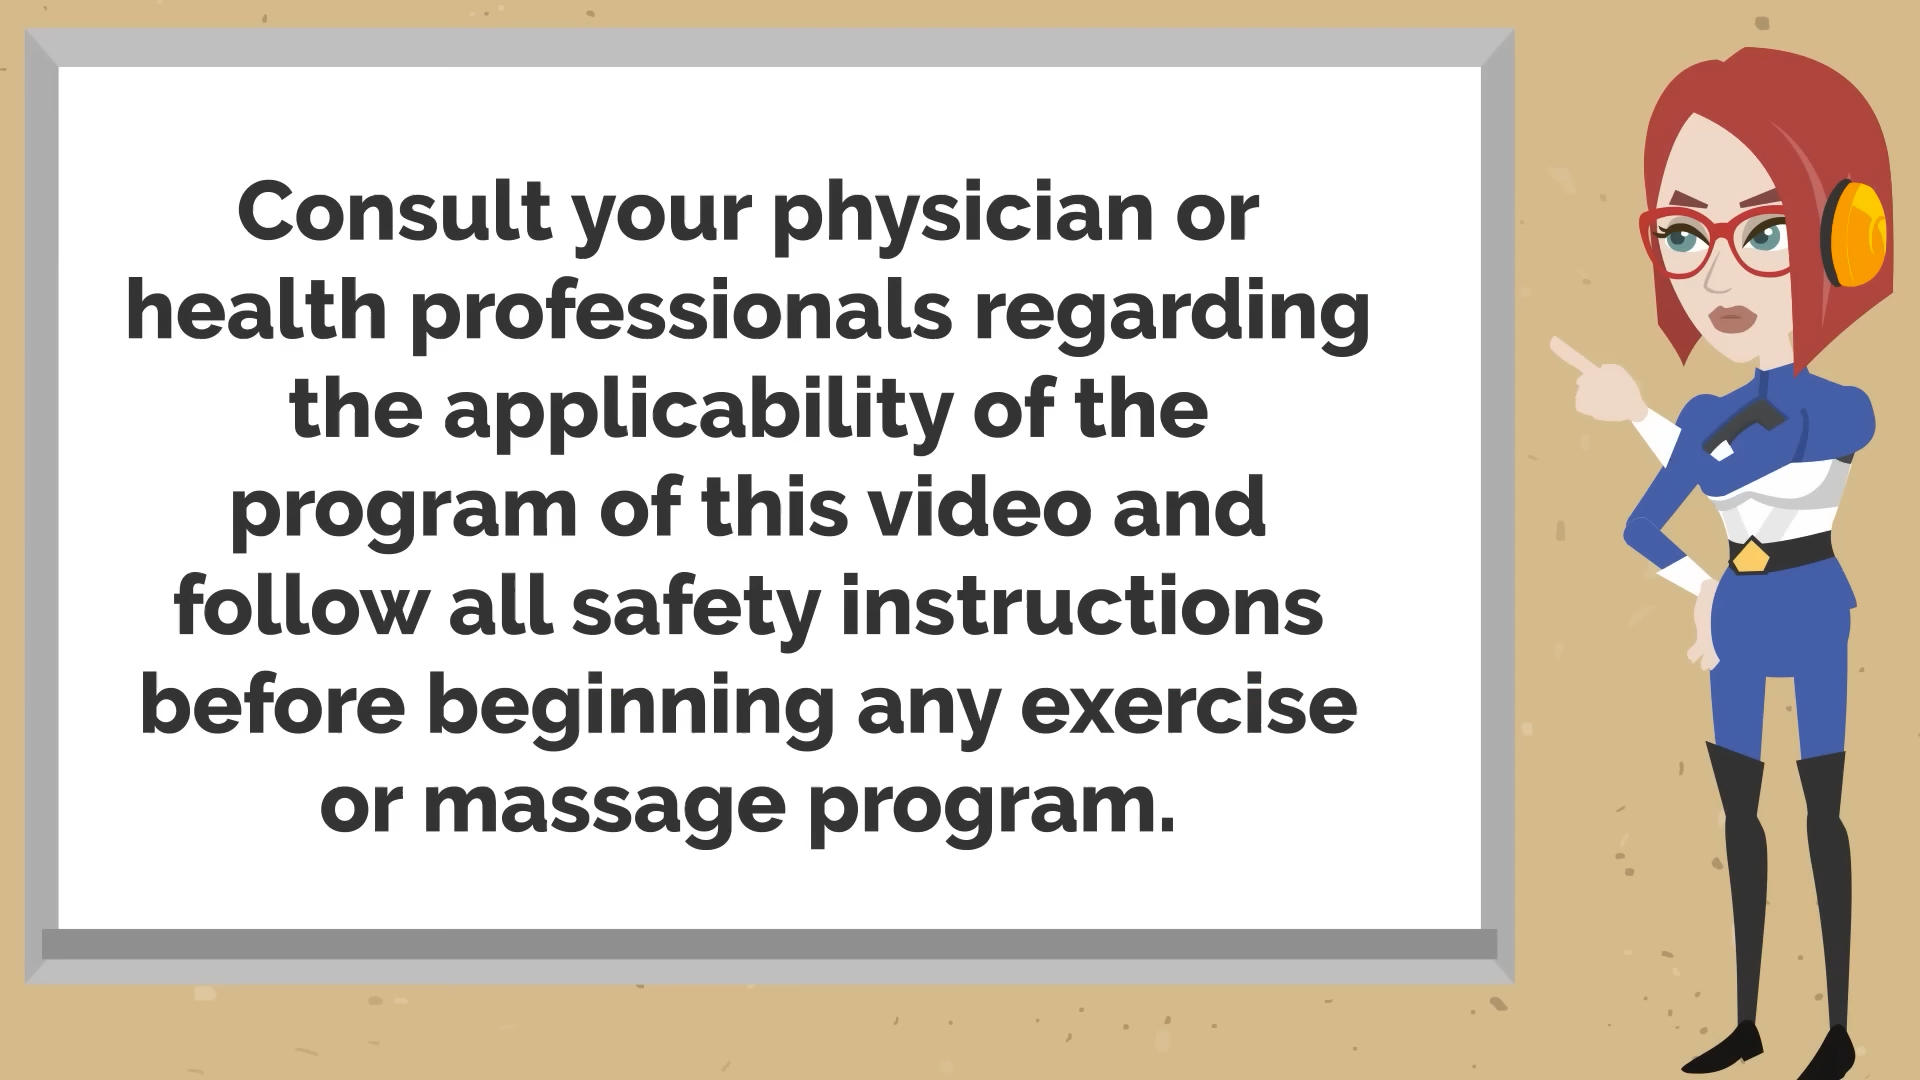 Consult your physician or
health professionals regarding
the applicability of the
program of this video and
follow all safety instructions
before beginning any exercise
or massage program.